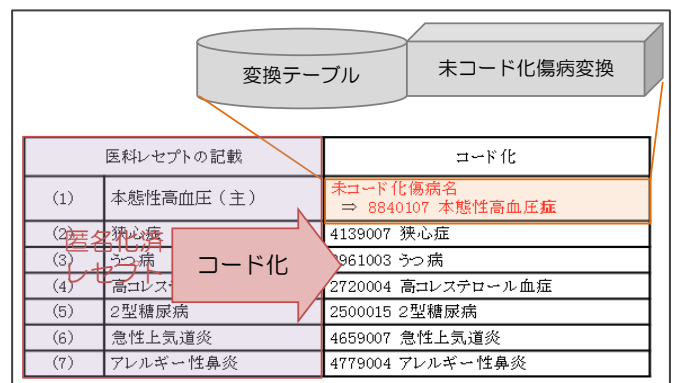 変換テーブル
未コード化傷病変換
医科レセプトの記載 コード化
(1) 本態性高血圧（主） 未コード化傷病名
⇒ 8840107 本態性高血圧症
(2) 狭心症 4139007 狭心症
匿名化済
レセプト
コード化
(3) うつ病 2961003 うつ病
(4) 高コレステ 2720004 高コレステロール血症
(5) 2型糖尿病 2500015 2型糖尿病
(6) 急性上気道炎 4659007 急性上気道炎
(7) アレルギー性鼻炎 4779004 アレルギー性鼻炎